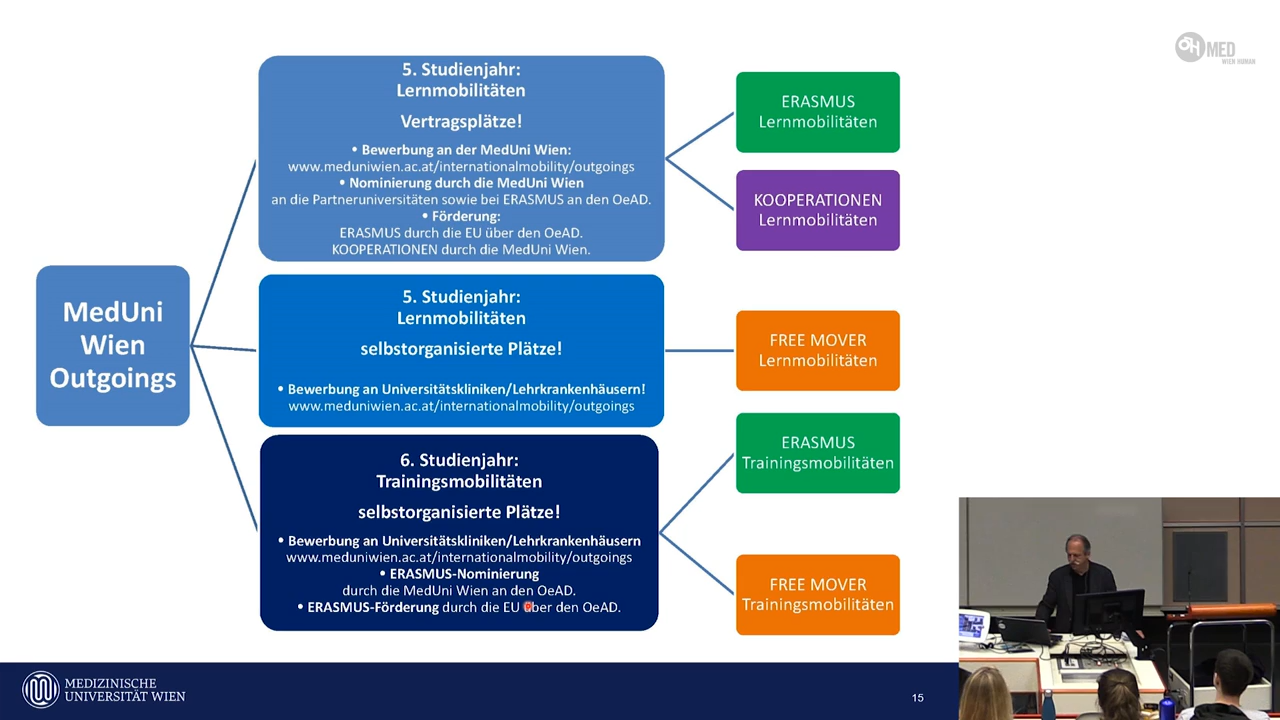 ÖH MED
WIEN HUMAN
MedUni
Wien
Outgoings
5. Studienjahr:
Lernmobilitäten
Vertragsplätze!
• Bewerbung an der MedUni Wien:
www.meduniwien.ac.at/internationalmobility/outgoings
• Nominierung durch die MedUni Wien
an die Partneruniversitäten sowie bei ERASMUS an den OeAD.
• Förderung:
ERASMUS durch die EU über den OeAD.
KOOPERATIONEN durch die MedUni Wien.
ERASMUS
Lernmobilitäten
KOOPERATIONEN
Lernmobilitäten
5. Studienjahr:
Lernmobilitäten
selbstorganisierte Plätze!
• Bewerbung an Universitätskliniken/Lehrkrankenhäusern!
www.meduniwien.ac.at/internationalmobility/outgoings
FREE MOVER
Lernmobilitäten
6. Studienjahr:
Trainingsmobilitäten
selbstorganisierte Plätze!
• Bewerbung an Universitätskliniken/Lehrkrankenhäusern
www.meduniwien.ac.at/internationalmobility/outgoings
• ERASMUS-Nominierung
durch die MedUni Wien an den OeAD.
• ERASMUS-Förderung durch die EU über den OeAD.
ERASMUS
Trainingsmobilitäten
FREE MOVER
Trainingsmobilitäten
MEDIZINISCHE
UNIVERSITÄT WIEN
15